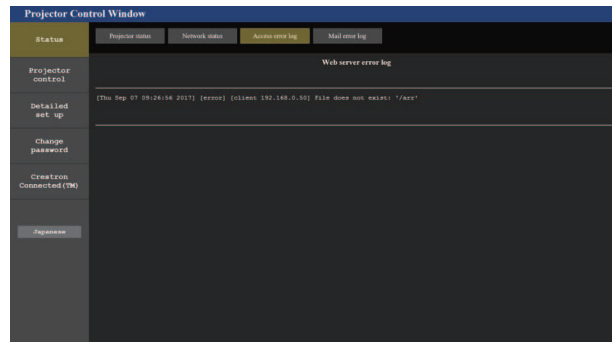 Projector Control Window
Status
Projector status
Network status
Access error log
Mail error log
Web server error log
[Thu Sep 07 09:26:56 2017] [error] [client 192.168.0.50] File does not exist: '/arr'
Projector
control
Detailed
set up
Change
password
Crestron
Connected(TM)
Japanese